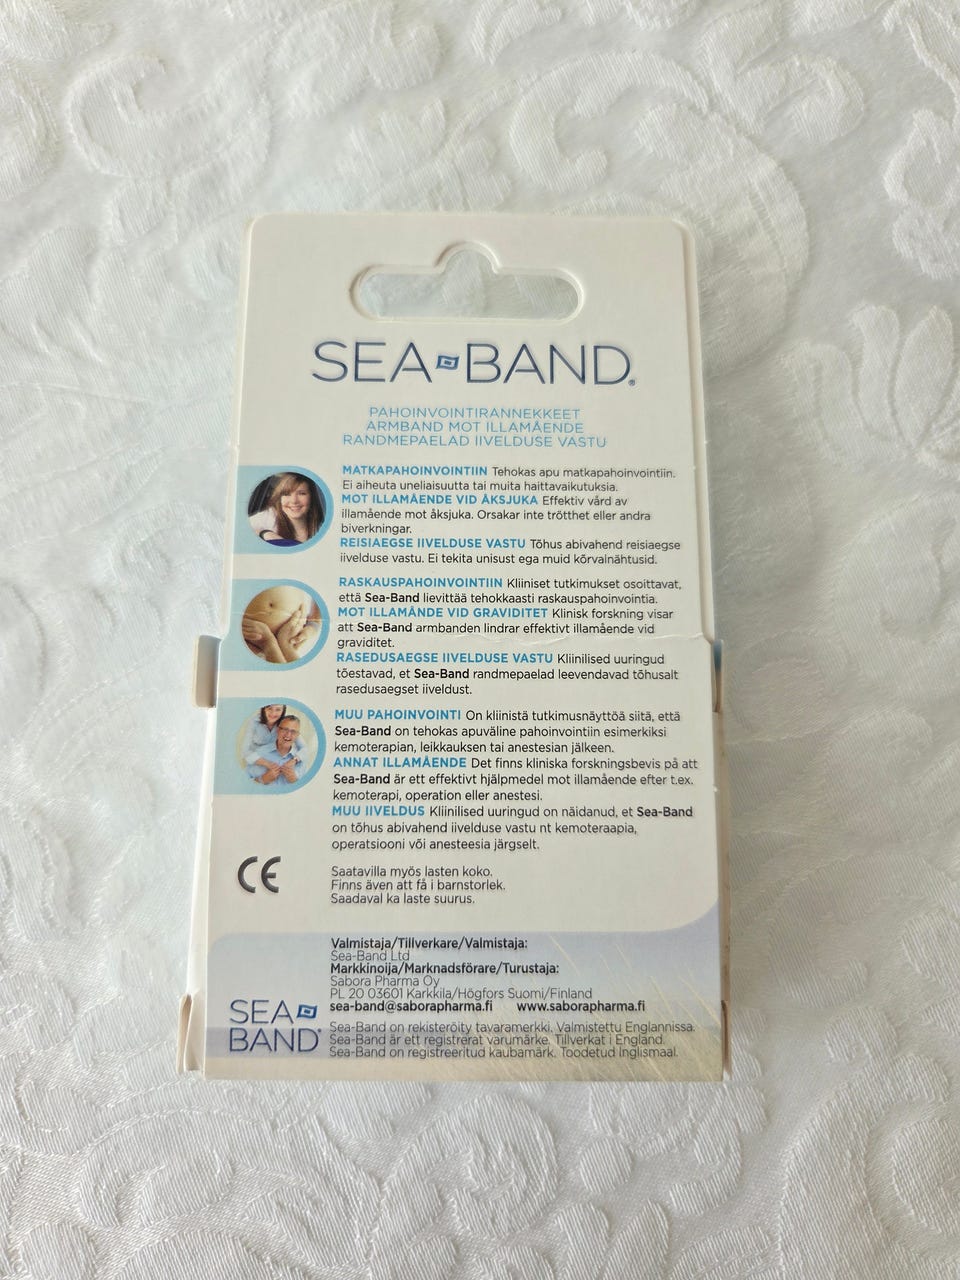 SEA-BAND®
PAHOINVOINTIRANNEKKEET
ARMBAND MOT ILLAMÅENDE
RANDMEPAELAD IIVELDUSE VASTU
MATKAPAHOINVOINTIIN Tehokas apu matkapahoinvointiin.
Ei aiheuta uneliaisuutta tai muita haittavaikutuksia.
MOT ILLAMÅENDE VID ÅKSJUKA Effektiv vård av
illamående mot åksjuka. Orsakar inte trötthet eller andra
biverkningar.
REISIAEGSE IIVELDUSE VASTU Tõhus abivahend reisiaegse
iivelduse vastu. Ei tekita unisust ega muid kõrvalnähtusid.
RASKAUSPAHOINVOINTIIN Kliiniset tutkimukset osoittavat,
että Sea-Band lievittää tehokkaasti raskauspahoinvointia.
MOT ILLAMÅNDE VID GRAVIDITET Klinisk forskning visar
att Sea-Band armbanden lindrar effektivt illamående vid
graviditet.
RASEDUSAEGSE IIVELDUSE VASTU Kliinilised uuringud
tõestavad, et Sea-Band randmepaelad leevendavad tõhusalt
rasedusaegset iiveldust.
MUU PAHOINVOINTI On kliinistä tutkimusnäyttöä siitä, että
Sea-Band on tehokas apuväline pahoinvointiin esimerkiksi
kemoterapian, leikkauksen tai anestesian jälkeen.
ANNAT ILLAMÅENDE Det finns kliniska forskningsbevis på att
Sea-Band är ett effektivt hjälpmedel mot illamående efter t.ex.
kemoterapi, operation eller anestesi.
MUU IIVELDUS Kliinilised uuringud on näidanud, et Sea-Band
on tõhus abivahend iivelduse vastu nt kemoteraapia,
operatsiooni või anesteesia järgselt.
CE
Saatavilla myös lasten koko.
Finns även att få i barnstorlek.
Saadaval ka laste suurus.
Valmistaja/Tillverkare/Valmistaja:
Sea-Band Ltd
Markkinoija/Marknadsförare/Turustaja:
Sabora Pharma Oy
PL 20 03601 Karkkila/Högfors Suomi/Finland
sea-band@saborapharma.fi www.saborapharma.fi
SEA
BAND®
Sea-Band on rekisteröity tavaramerkki. Valmistettu Englannissa.
Sea-Band är ett registrerat varumärke. Tillverkat i England.
Sea-Band on registreeritud kaubamärk. Toodetud Inglismaal.